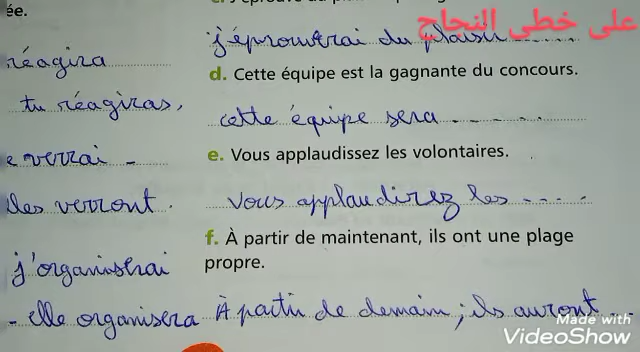 ée.
j'éprouverai du plaisir ......
على خطى النجاح
réagira
d. Cette équipe est la gagnante du concours.
tu réagiras,
cette équipe sera - - - -
e verrai -
e. Vous applaudissez les volontaires.
lles verront.
vous applaudirez les - - - .
f. À partir de maintenant, ils ont une plage
propre.
j'organiserai
- elle organisera
À partir de demain ; ils auront ...
Made with
VideoShow